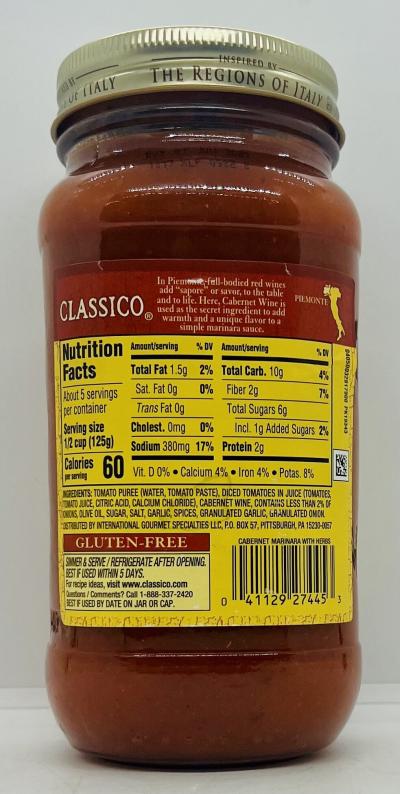 INSPIRED BY
OF ITALY
THE REGIONS OF ITALY
In Piemonte, full-bodied red wines
add "sapore" or savor, to the table
and to life. Here, Cabernet Wine is
used as the secret ingredient to add
warmth and a unique flavor to a
simple marinara sauce.
CLASSICO®
PIEMONTE
Nutrition
Facts
About 5 servings
per container
Serving size
1/2 cup (125g)
Calories
per serving
60
Amount/serving % DV
Total Fat 1.5g 2%
Sat. Fat 0g 0%
Trans Fat 0g
Cholest. 0mg 0%
Sodium 380mg 17%
Amount/serving % DV
Total Carb. 10g 4%
Fiber 2g 7%
Total Sugars 6g
Incl. 1g Added Sugars 2%
Protein 2g
Vit. D 0% • Calcium 4% • Iron 4% • Potas. 8%
INGREDIENTS: TOMATO PUREE (WATER, TOMATO PASTE), DICED TOMATOES IN JUICE (TOMATOES,
TOMATO JUICE, CITRIC ACID, CALCIUM CHLORIDE), CABERNET WINE, CONTAINS LESS THAN 2% OF
ONIONS, OLIVE OIL, SUGAR, SALT, GARLIC, SPICES, GRANULATED GARLIC, GRANULATED ONION.
DISTRIBUTED BY INTERNATIONAL GOURMET SPECIALTIES LLC, P.O. BOX 57, PITTSBURGH, PA 15230-0057
GLUTEN-FREE
SIMMER & SERVE / REFRIGERATE AFTER OPENING.
BEST IF USED WITHIN 5 DAYS.
For recipe ideas, visit www.classico.com
Questions / Comments? Call 1-888-337-2420
BEST IF USED BY DATE ON JAR OR CAP.
CABERNET MARINARA WITH HERBS
0 41129 27445 3